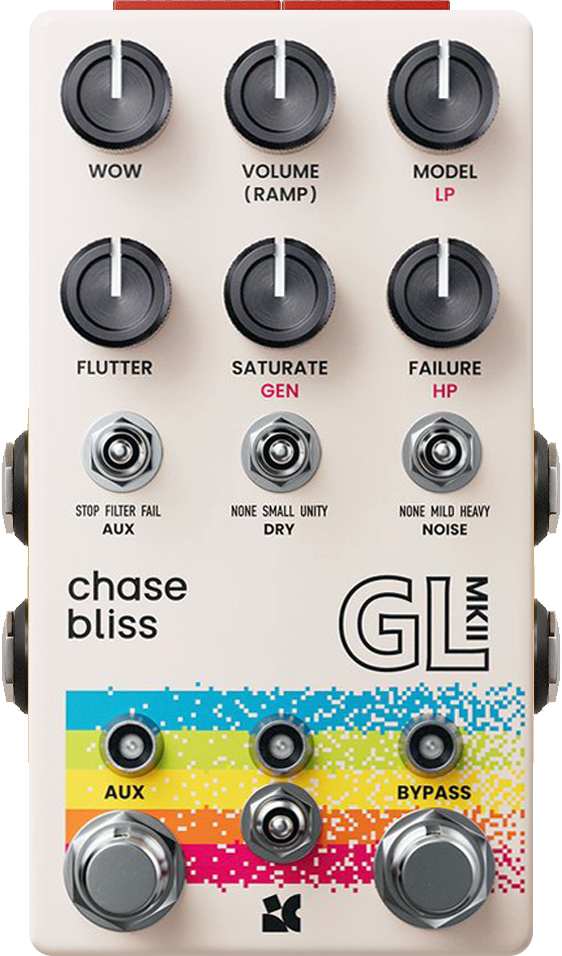 WOW
VOLUME
(RAMP)
MODEL
LP
FLUTTER
SATURATE
GEN
FAILURE
HP
STOP FILTER FAIL
AUX
NONE SMALL UNITY
DRY
NONE MILD HEAVY
NOISE
chase
bliss
GL MKII
AUX
BYPASS